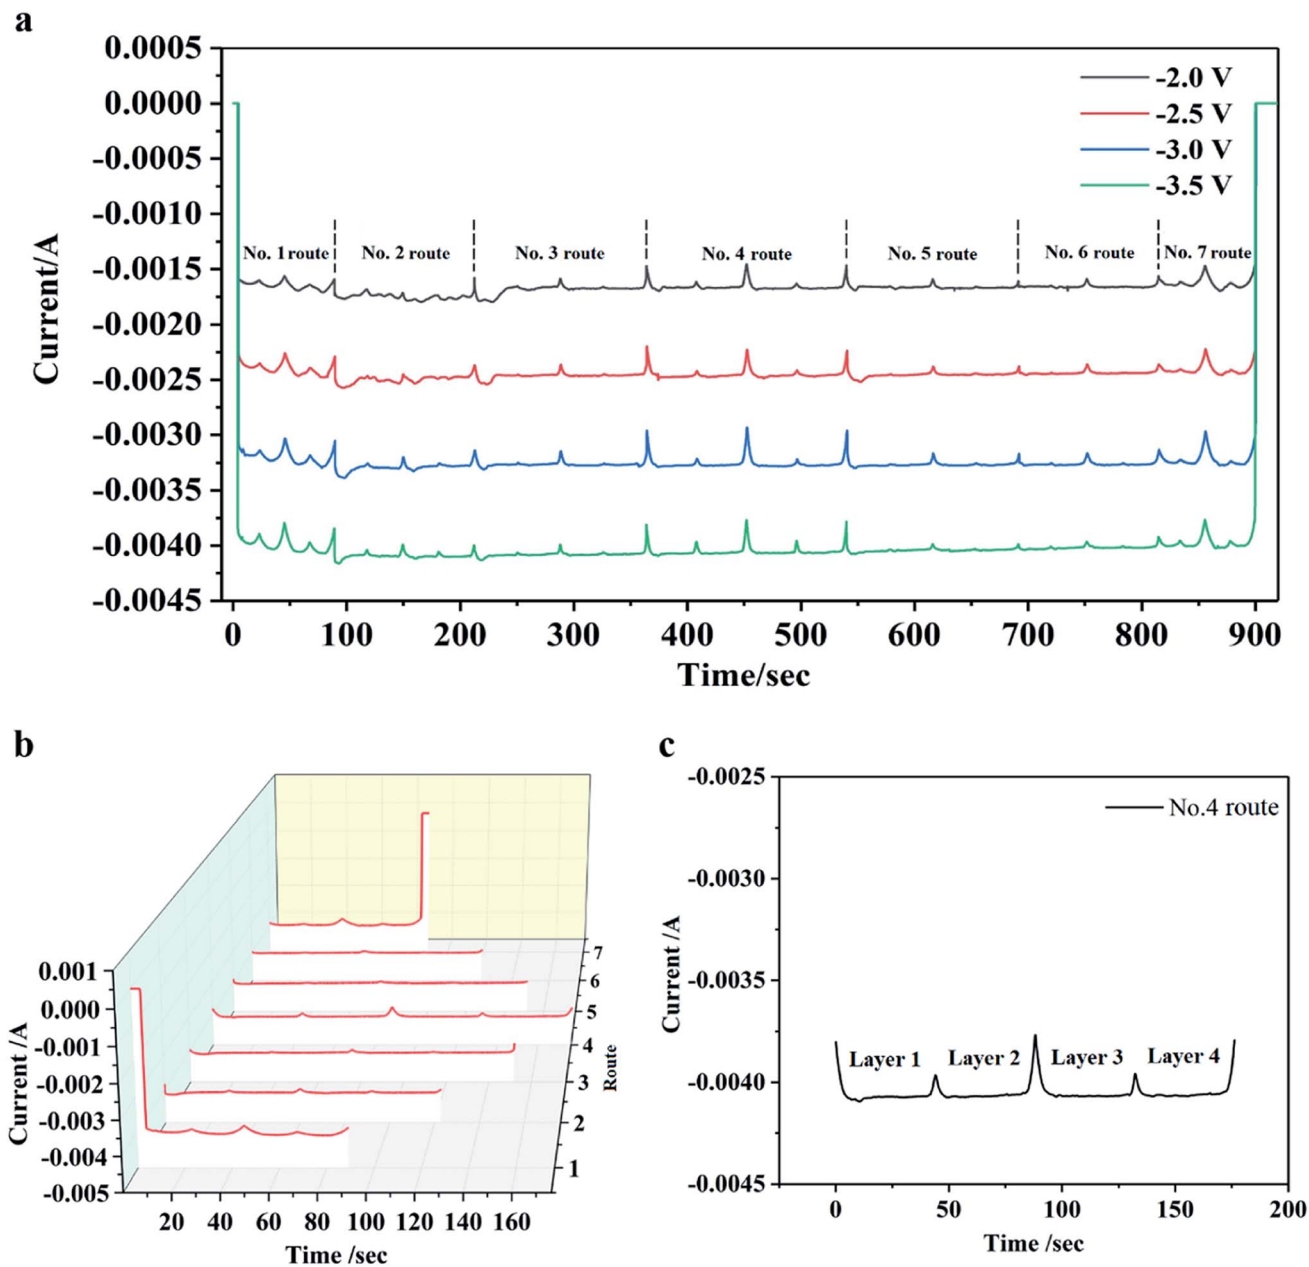 a
0.0005
0.0000
-0.0005
-0.0010
-0.0015
-0.0020
-0.0025
-0.0030
-0.0035
-0.0040
-0.0045
Current/A
-2.0 V
-2.5 V
-3.0 V
-3.5 V
No. 1 route No. 2 route No. 3 route No. 4 route No. 5 route No. 6 route No. 7 route
0 100 200 300 400 500 600 700 800 900
Time/sec
b
0.001
0.000
-0.001
-0.002
-0.003
-0.004
-0.005
Current /A
7
6
5
4
3
2
1
Route
20 40 60 80 100 120 140 160
Time /sec
c
-0.0025
-0.0030
-0.0035
-0.0040
-0.0045
Current /A
No.4 route
Layer 1 Layer 2 Layer 3 Layer 4
0 50 100 150 200
Time /sec